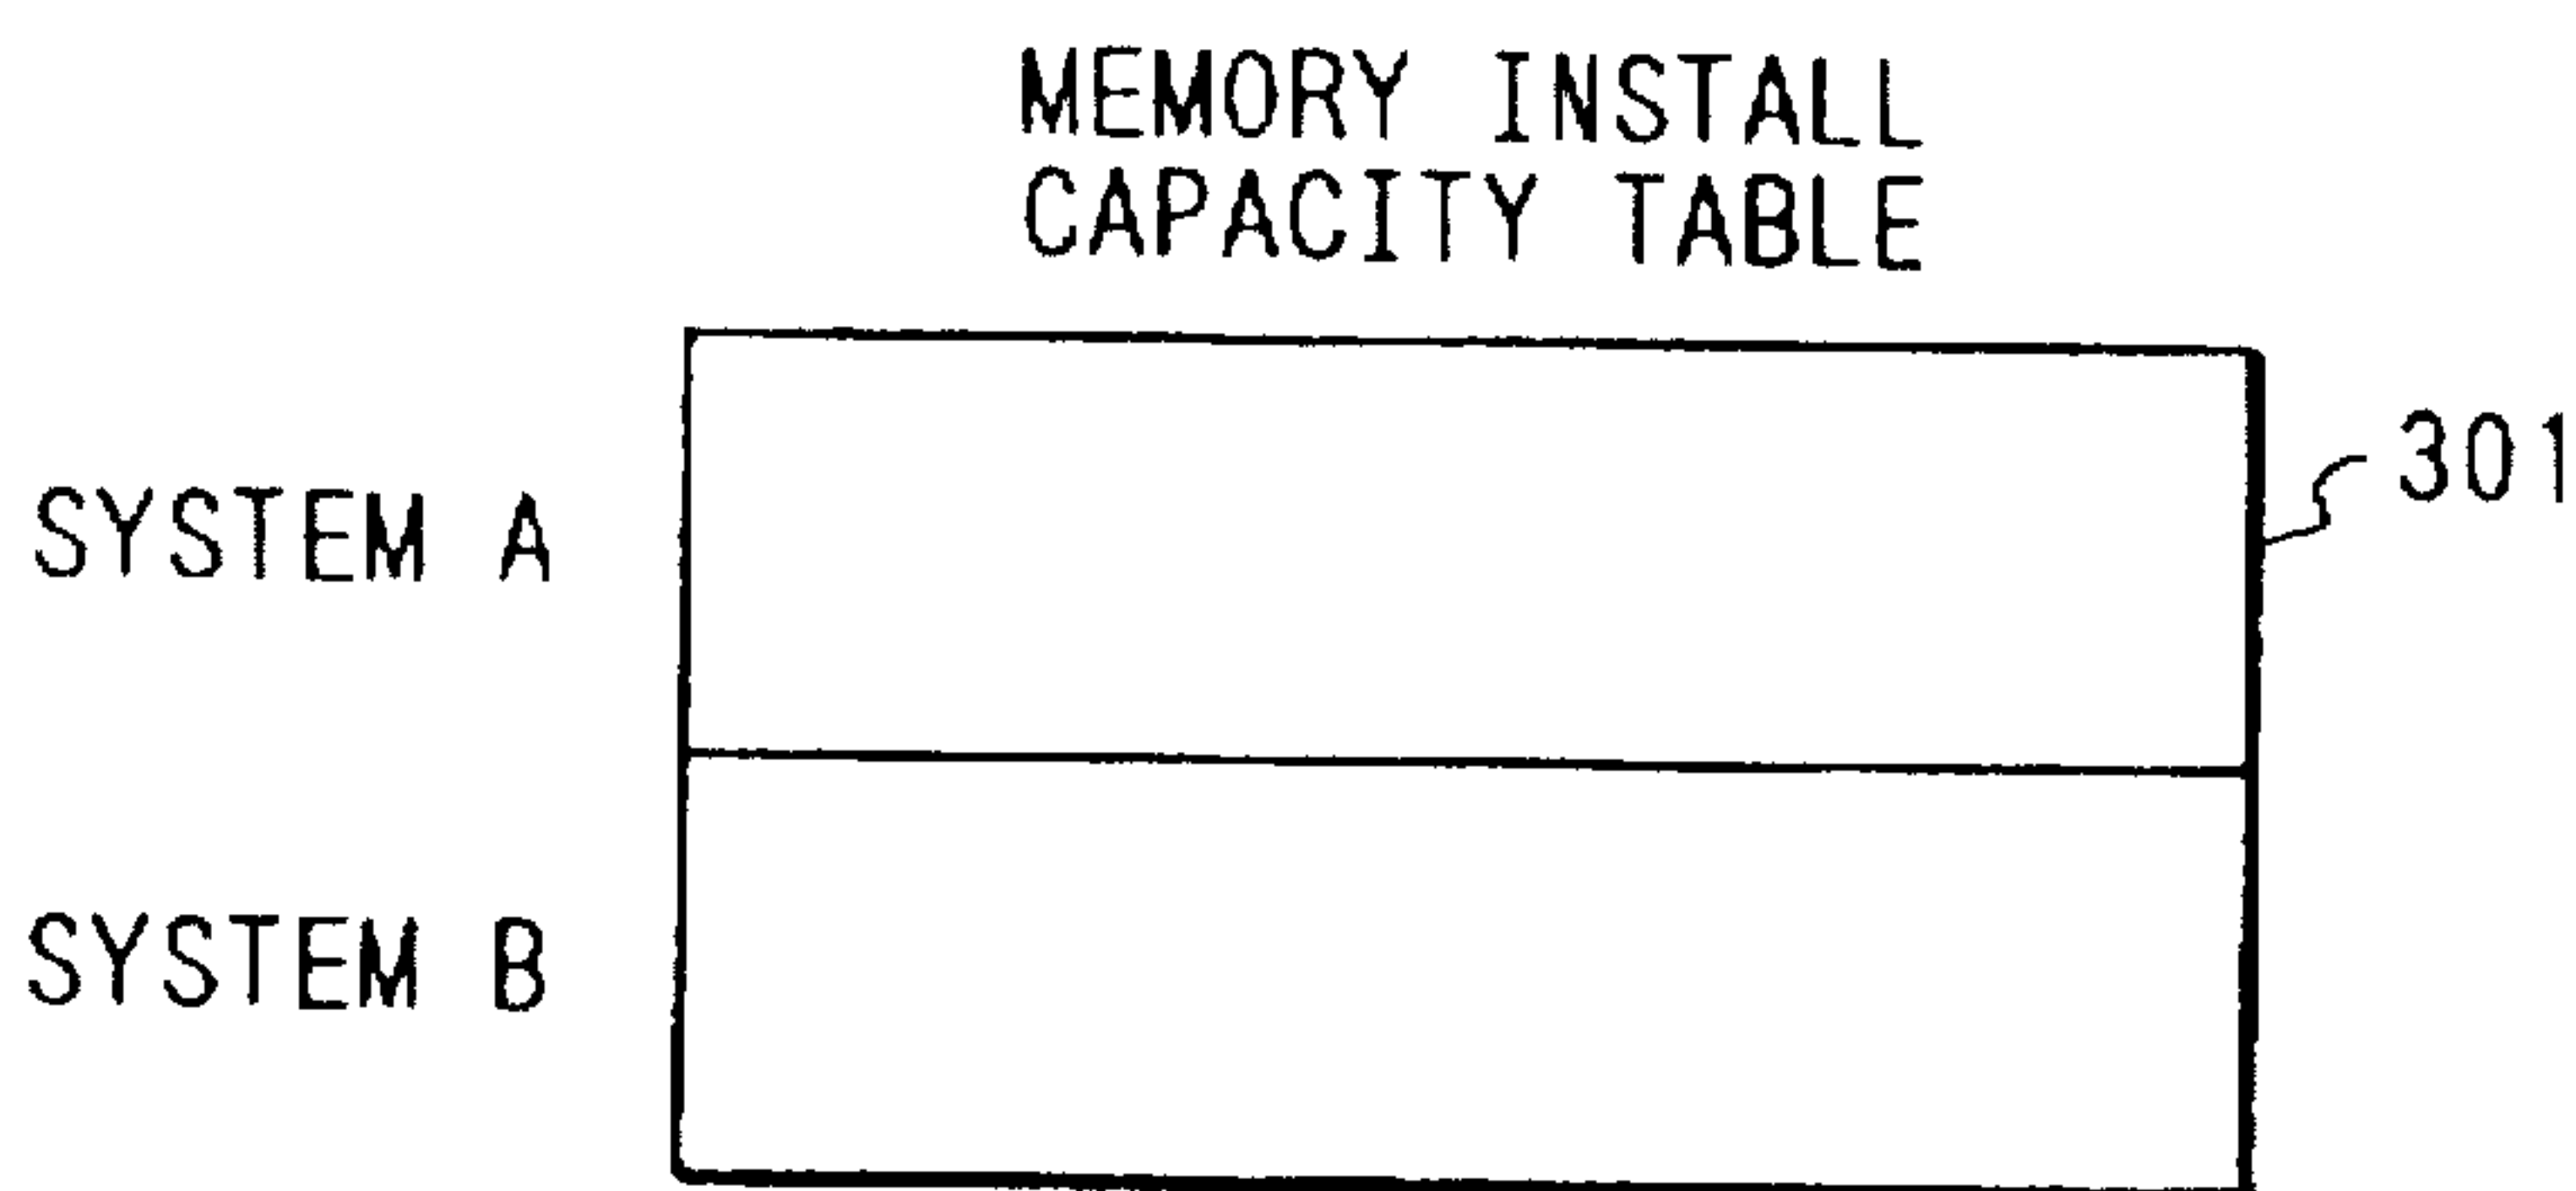 MEMORY INSTALL
CAPACITY TABLE
SYSTEM A
301
SYSTEM B